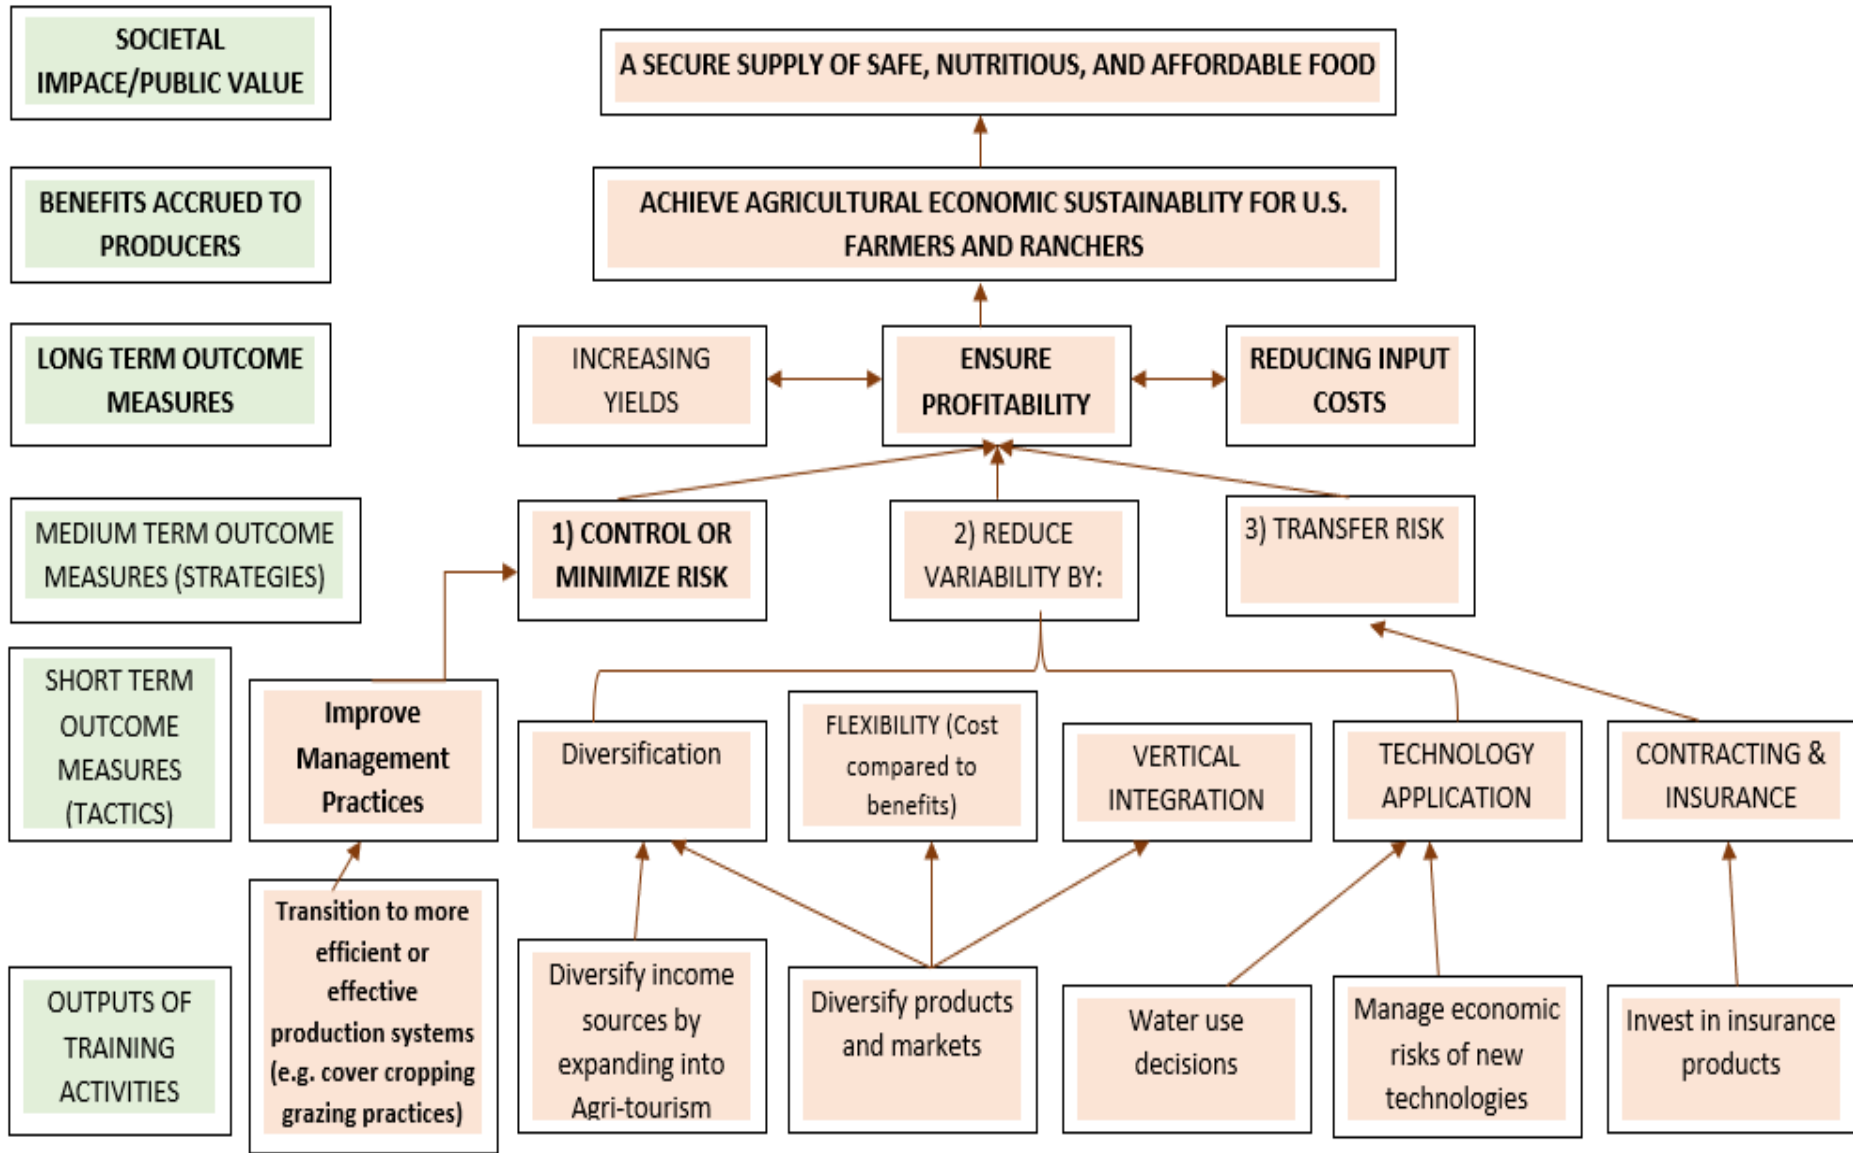 SOCIETAL
IMPACE/PUBLIC VALUE
A SECURE SUPPLY OF SAFE, NUTRITIOUS, AND AFFORDABLE FOOD
BENEFITS ACCRUED TO
PRODUCERS
ACHIEVE AGRICULTURAL ECONOMIC SUSTAINABLITY FOR U.S.
FARMERS AND RANCHERS
LONG TERM OUTCOME
MEASURES
INCREASING
YIELDS
ENSURE
PROFITABILITY
REDUCING INPUT
COSTS
MEDIUM TERM OUTCOME
MEASURES (STRATEGIES)
1) CONTROL OR
MINIMIZE RISK
2) REDUCE
VARIABILITY BY:
3) TRANSFER RISK
SHORT TERM
OUTCOME
MEASURES
(TACTICS)
Improve
Management
Practices
Diversification
FLEXIBILITY (Cost
compared to
benefits)
VERTICAL
INTEGRATION
TECHNOLOGY
APPLICATION
CONTRACTING &
INSURANCE
OUTPUTS OF
TRAINING
ACTIVITIES
Transition to more
efficient or
effective
production systems
(e.g. cover cropping
grazing practices)
Diversify income
sources by
expanding into
Agri-tourism
Diversify products
and markets
Water use
decisions
Manage economic
risks of new
technologies
Invest in insurance
products